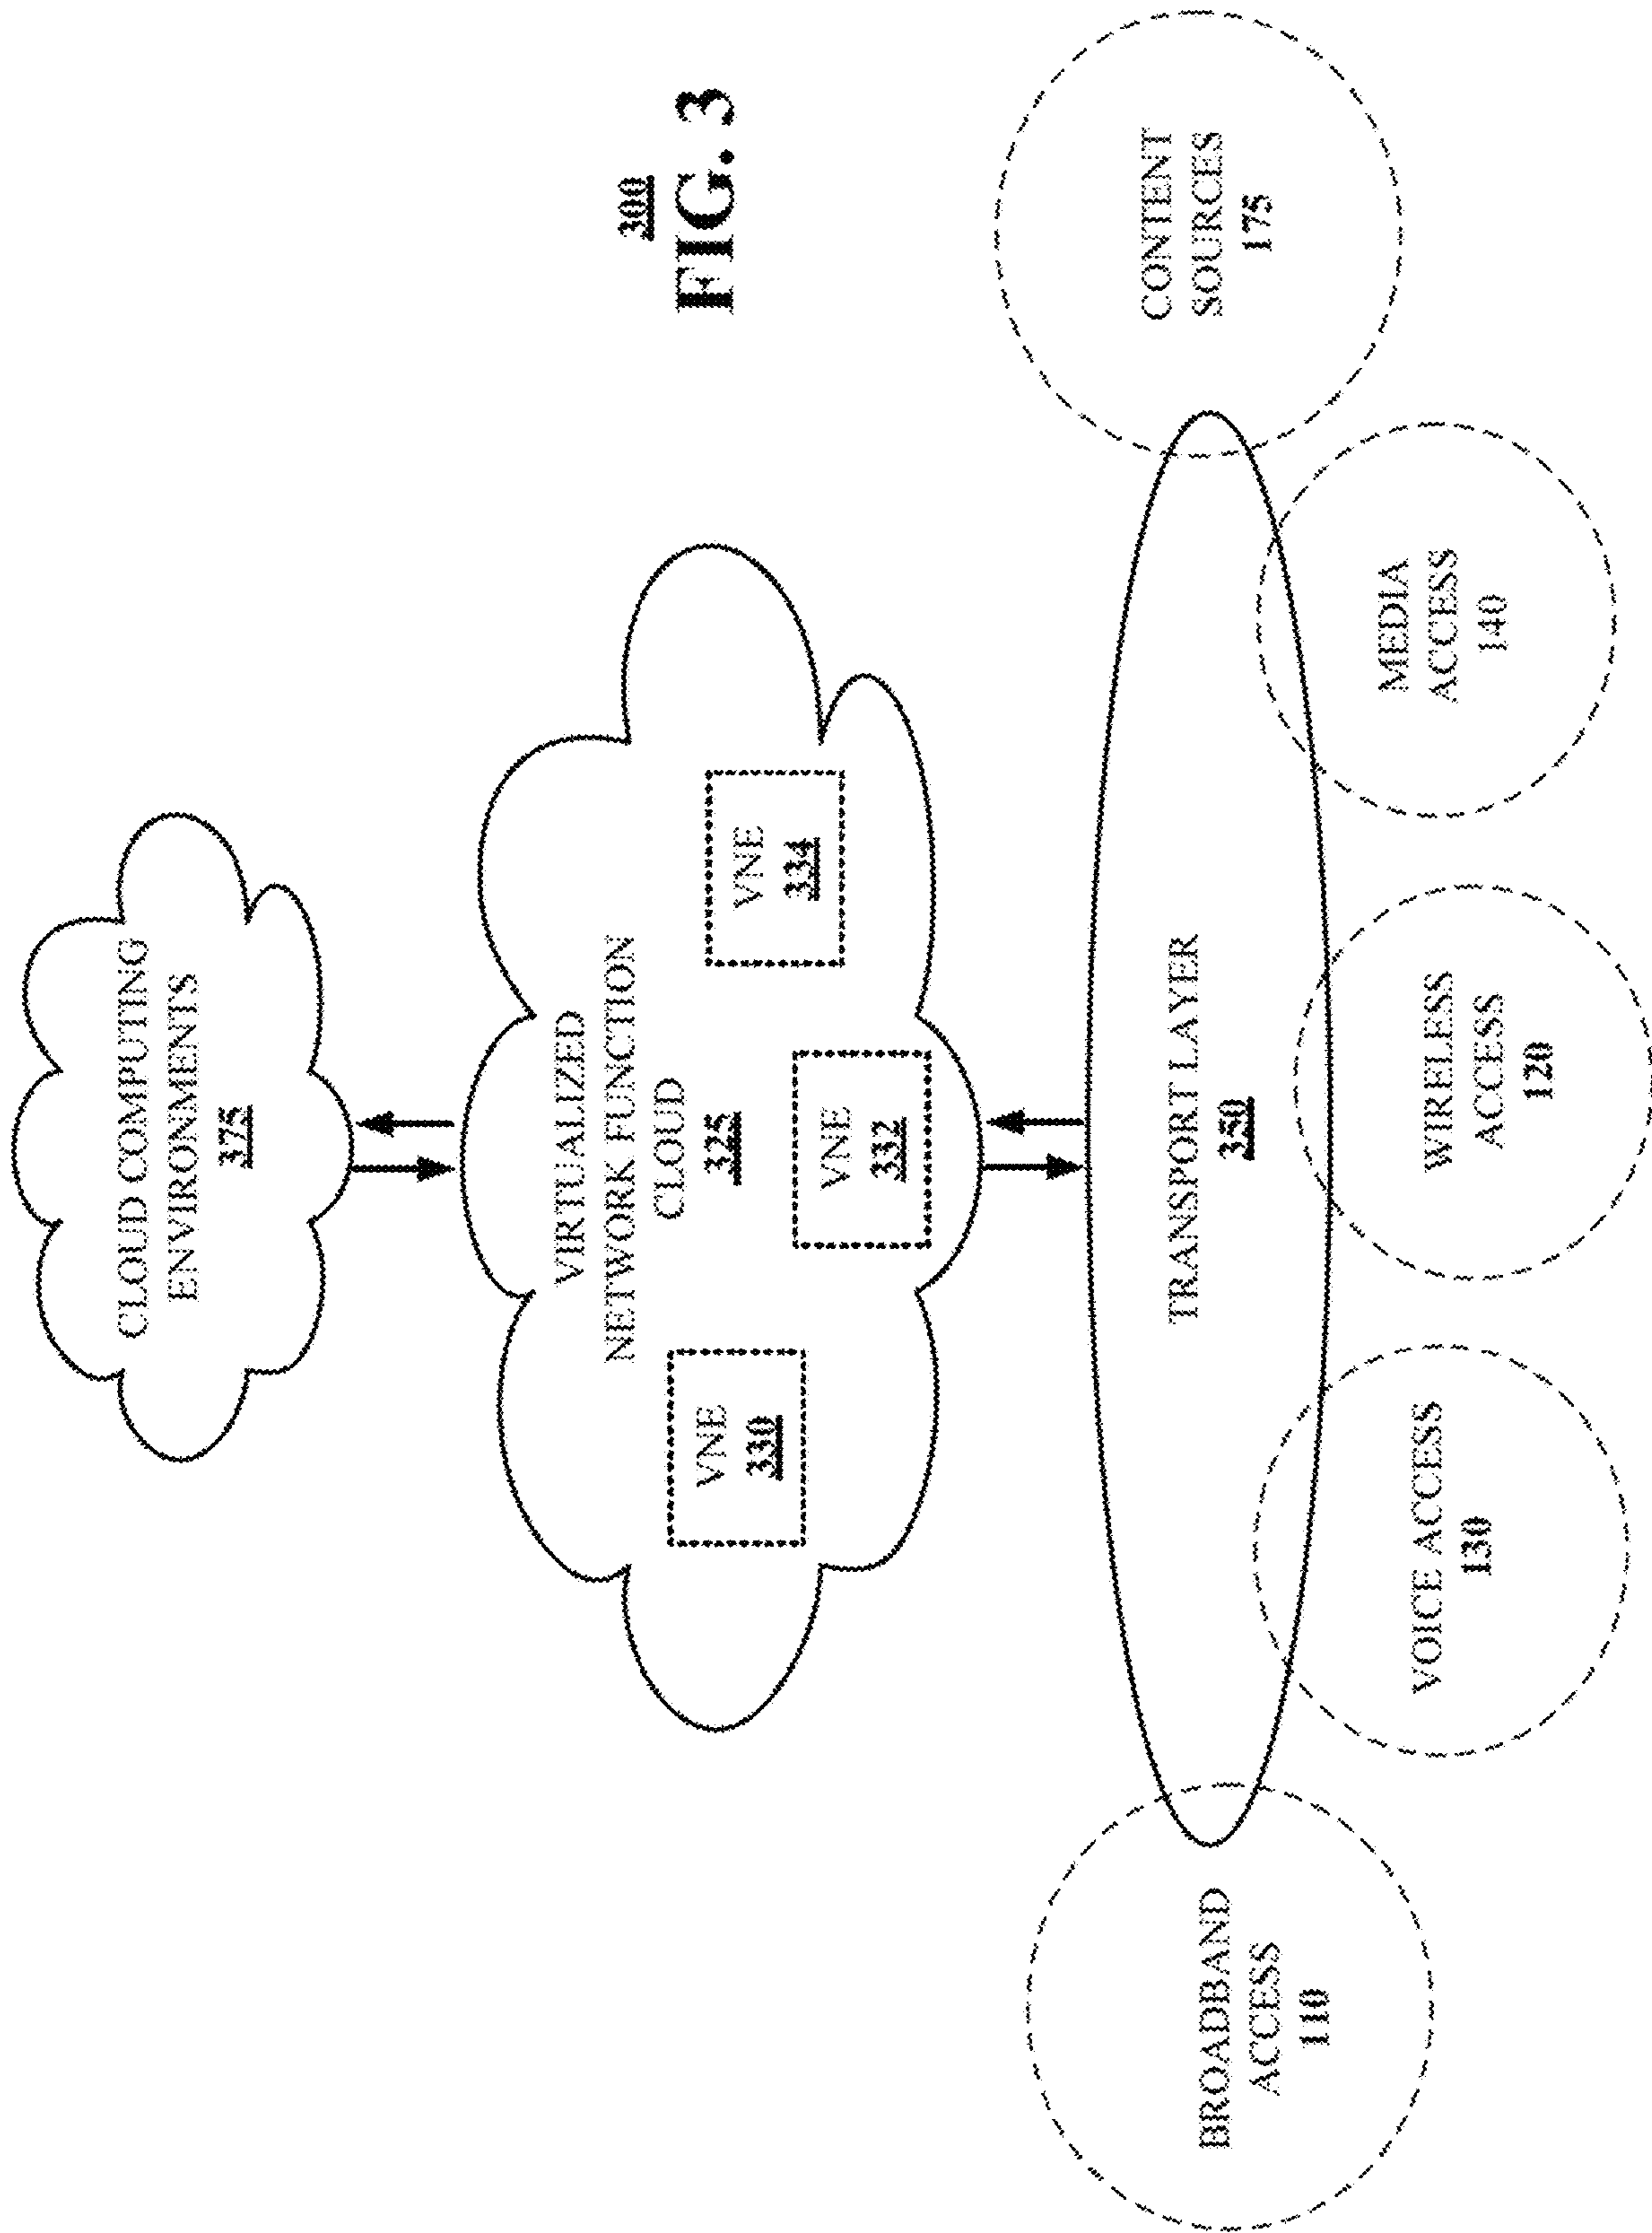 CLOUD COMPUTING
ENVIRONMENTS
375
VIRTUALIZED
NETWORK FUNCTION
CLOUD
325
VNE
330
VNE
332
VNE
334
300
FIG. 3
TRANSPORT LAYER
350
BROADBAND
ACCESS
110
VOICE ACCESS
130
WIRELESS
ACCESS
120
MEDIA
ACCESS
140
CONTENT
SOURCES
175